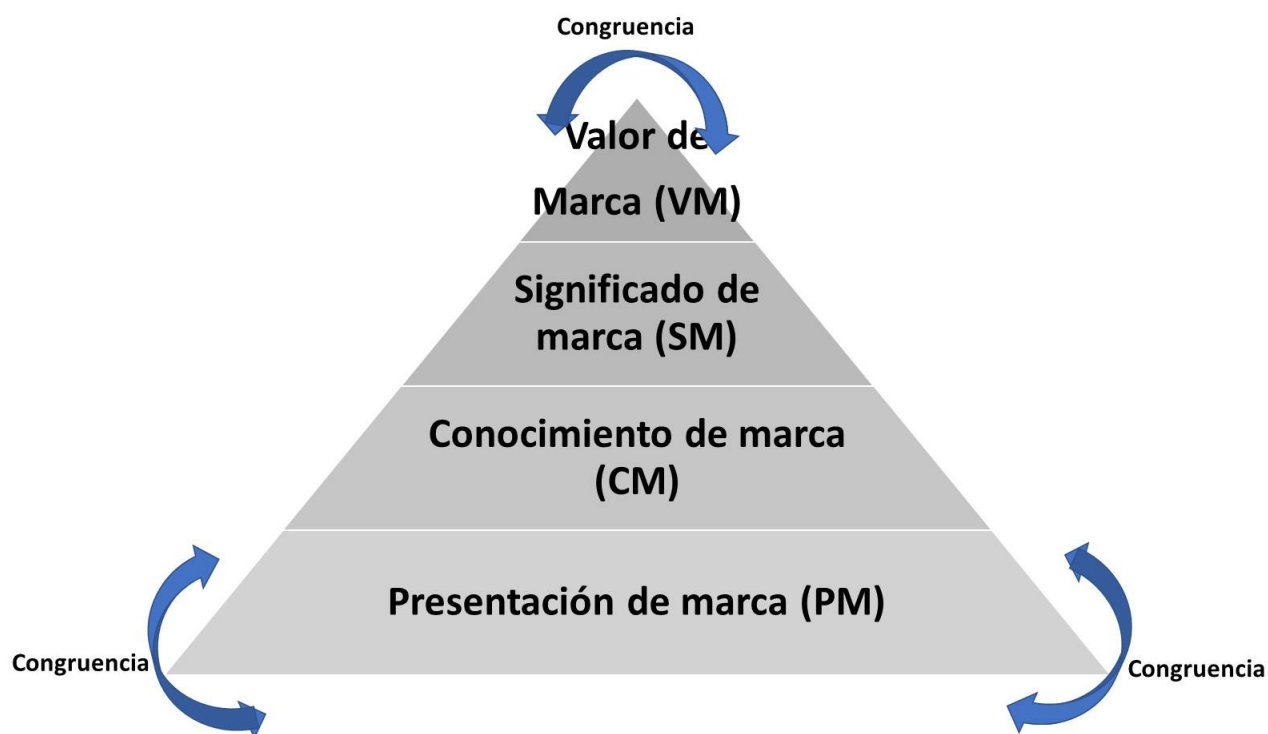 Congruencia
Valor de
Marca (VM)
Significado de
marca (SM)
Conocimiento de marca
(CM)
Presentación de marca (PM)
Congruencia
Congruencia